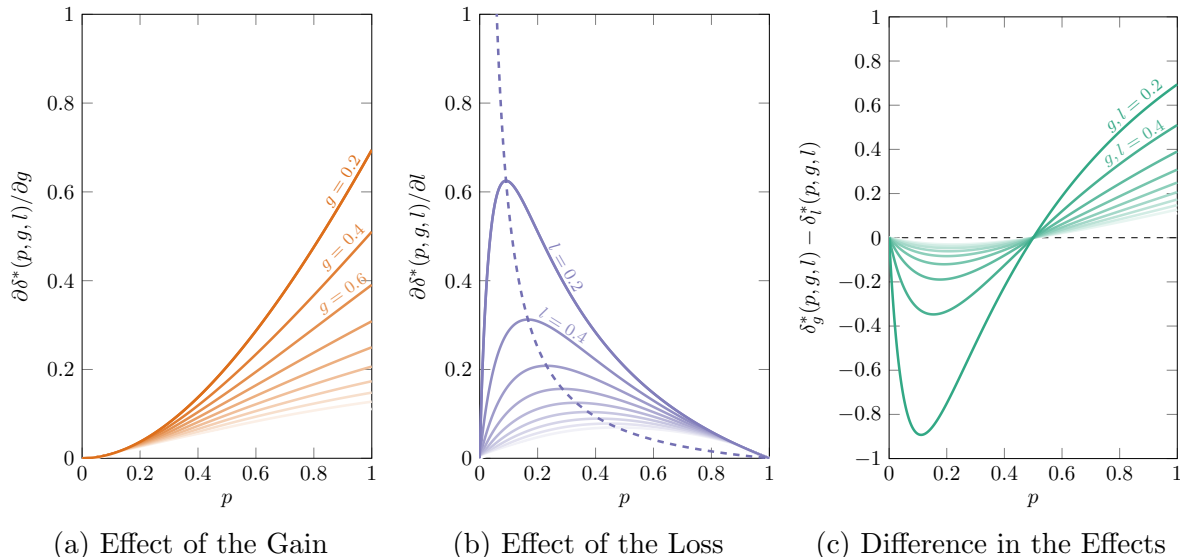 1
0.8
0.6
0.4
0.2
0
0
0.2
0.4
0.6
0.8
1
∂δ*(p, g, l)/∂g
p
g = 0.2
g = 0.4
g = 0.6
(a) Effect of the Gain
1
0.8
0.6
0.4
0.2
0
0
0.2
0.4
0.6
0.8
1
∂δ*(p, g, l)/∂l
p
l = 0.2
l = 0.4
(b) Effect of the Loss
1
0.8
0.6
0.4
0.2
0
−0.2
−0.4
−0.6
−0.8
−1
0
0.2
0.4
0.6
0.8
1
δ*g(p, g, l) − δ*l(p, g, l)
p
g, l = 0.2
g, l = 0.4
(c) Difference in the Effects